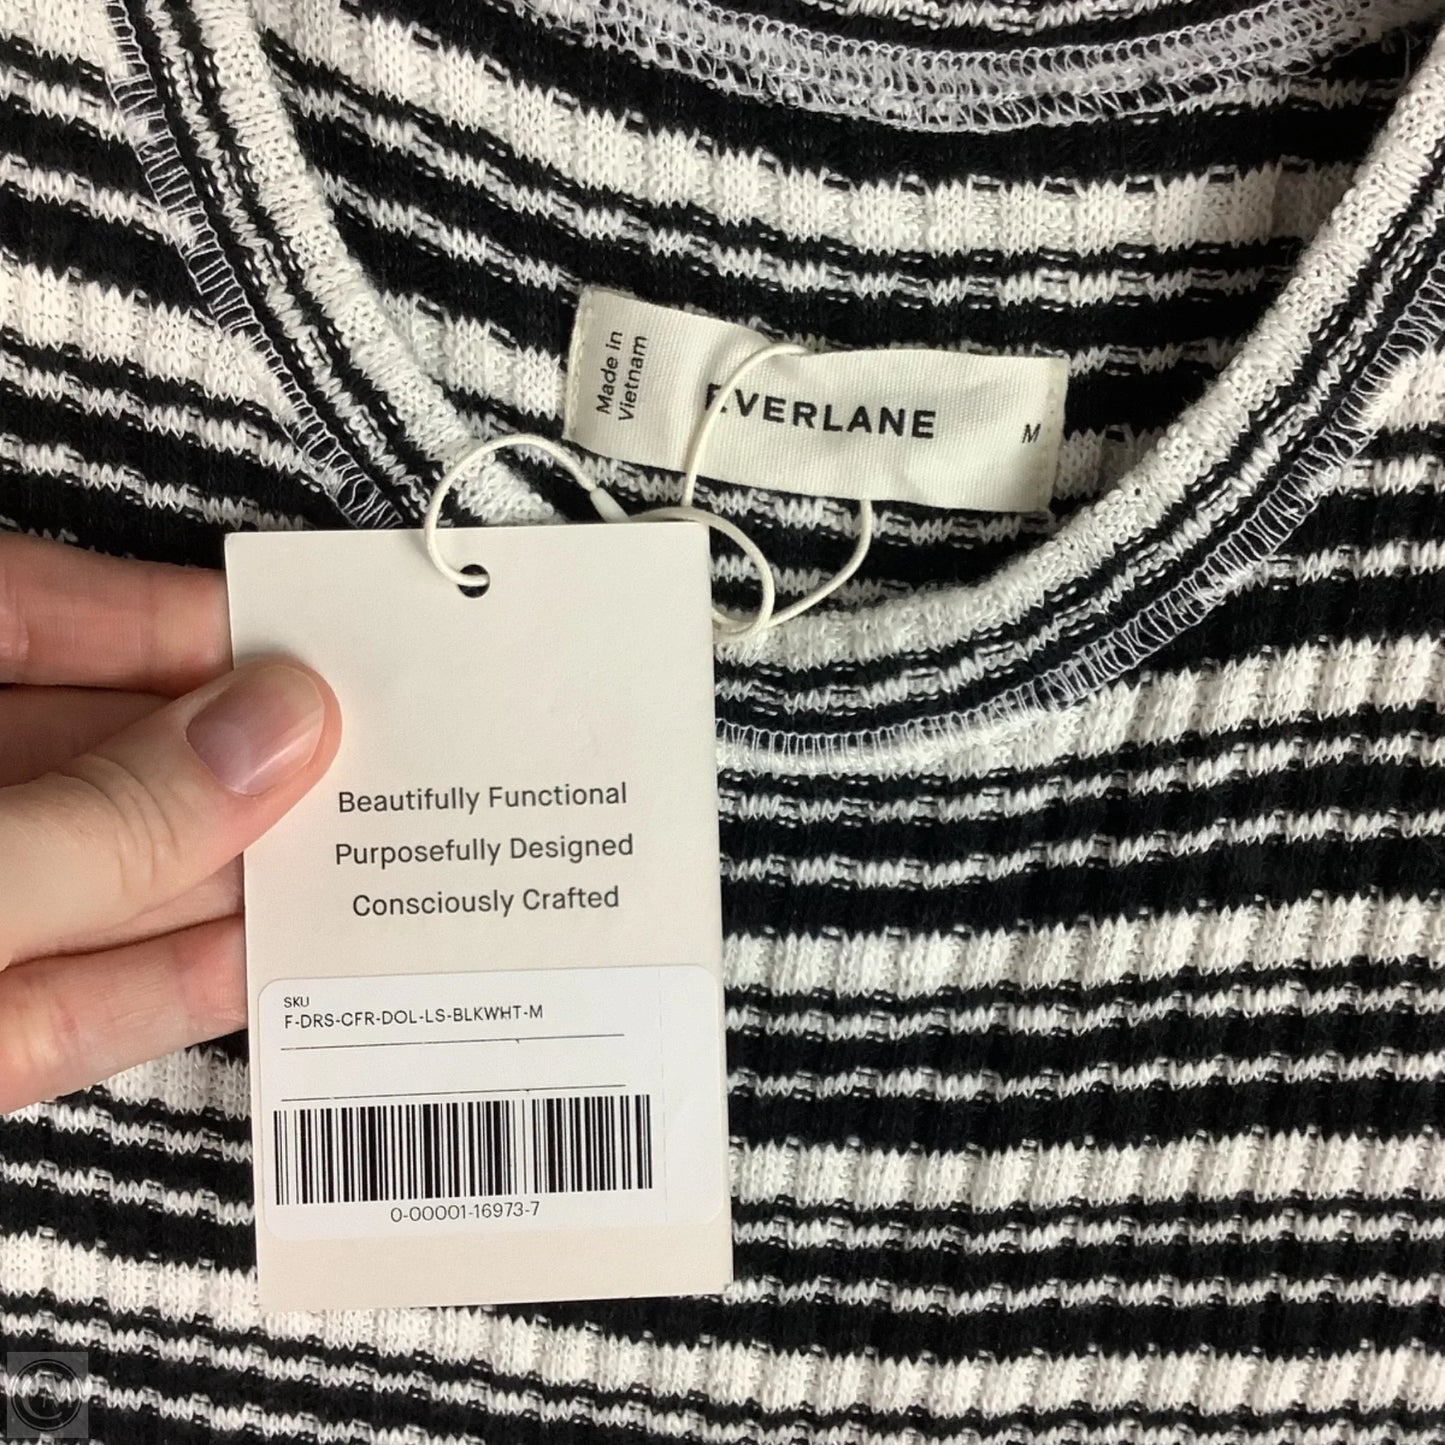 Made in
Vietnam
EVERLANE
M
Beautifully Functional
Purposefully Designed
Consciously Crafted
SKU
F-DRS-CFR-DOL-LS-BLKWHT-M
0-00001-16973-7